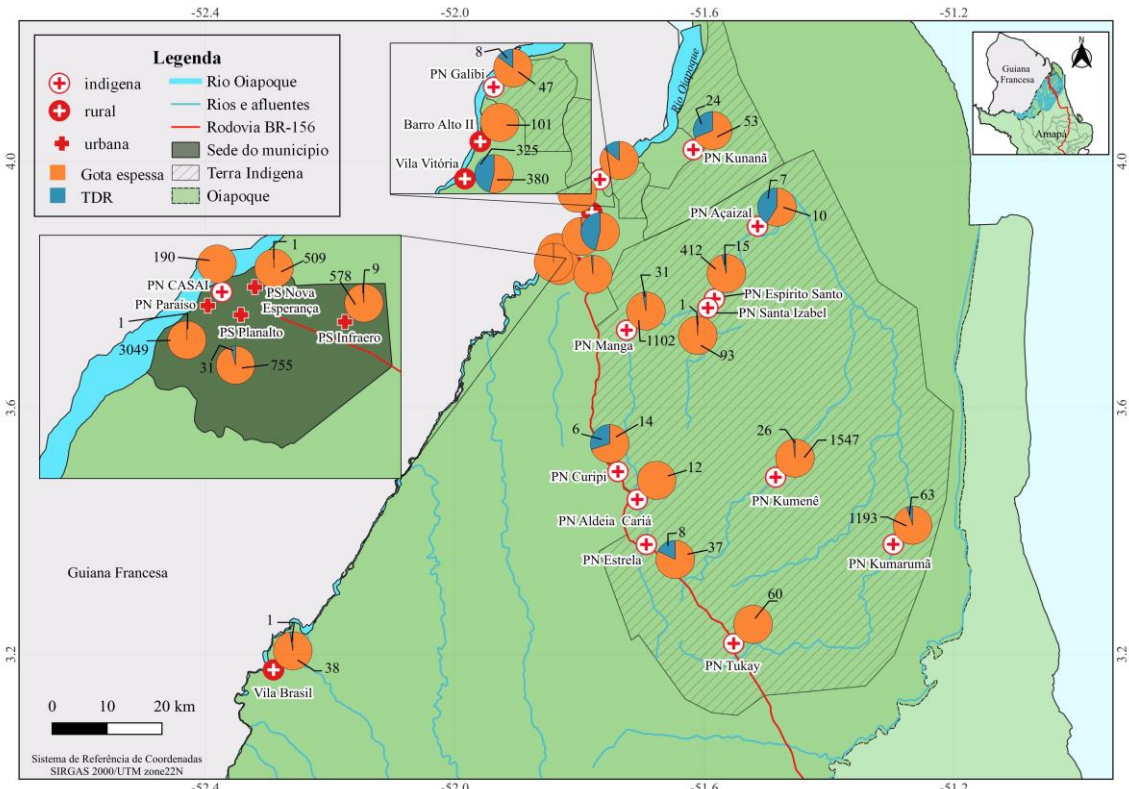 -52.4
-52.0
-51.6
-51.2
Legenda
indigena
rural
urbana
Gota espessa
TDR
Rio Oiapoque
Rios e afluentes
Rodovia BR-156
Sede do município
Terra Indigena
Oiapoque
8
PN Galibi
47
Barro Alto II
101
325
Vila Vitória
380
Rio Oiapoque
N
Guiana
Francesa
Amapá
24
53
PN Kunanã
4.0
4.0
7
PN Açaizal
10
15
412
PN Espirito Santo
PN Santa Izabel
31
1
PN Manga
1102
93
190
1
509
PN CASAI
578
9
PS Nova
Esperança
PN Paraíso
1
PS Planalto
PS Infraero
3049
31
755
3.6
3.6
6
14
PN Curipi
12
PN Aldeia Cariá
26
1547
PN Kumenê
63
1193
PN Kumarumã
8
37
PN Estrela
60
PN Tukay
Guiana Francesa
1
38
Vila Brasil
3.2
3.2
0 10 20 km
Sistema de Referência de Coordenadas
SIRGAS 2000/UTM zone22N
-52.4
-52.0
-51.6
-51.2